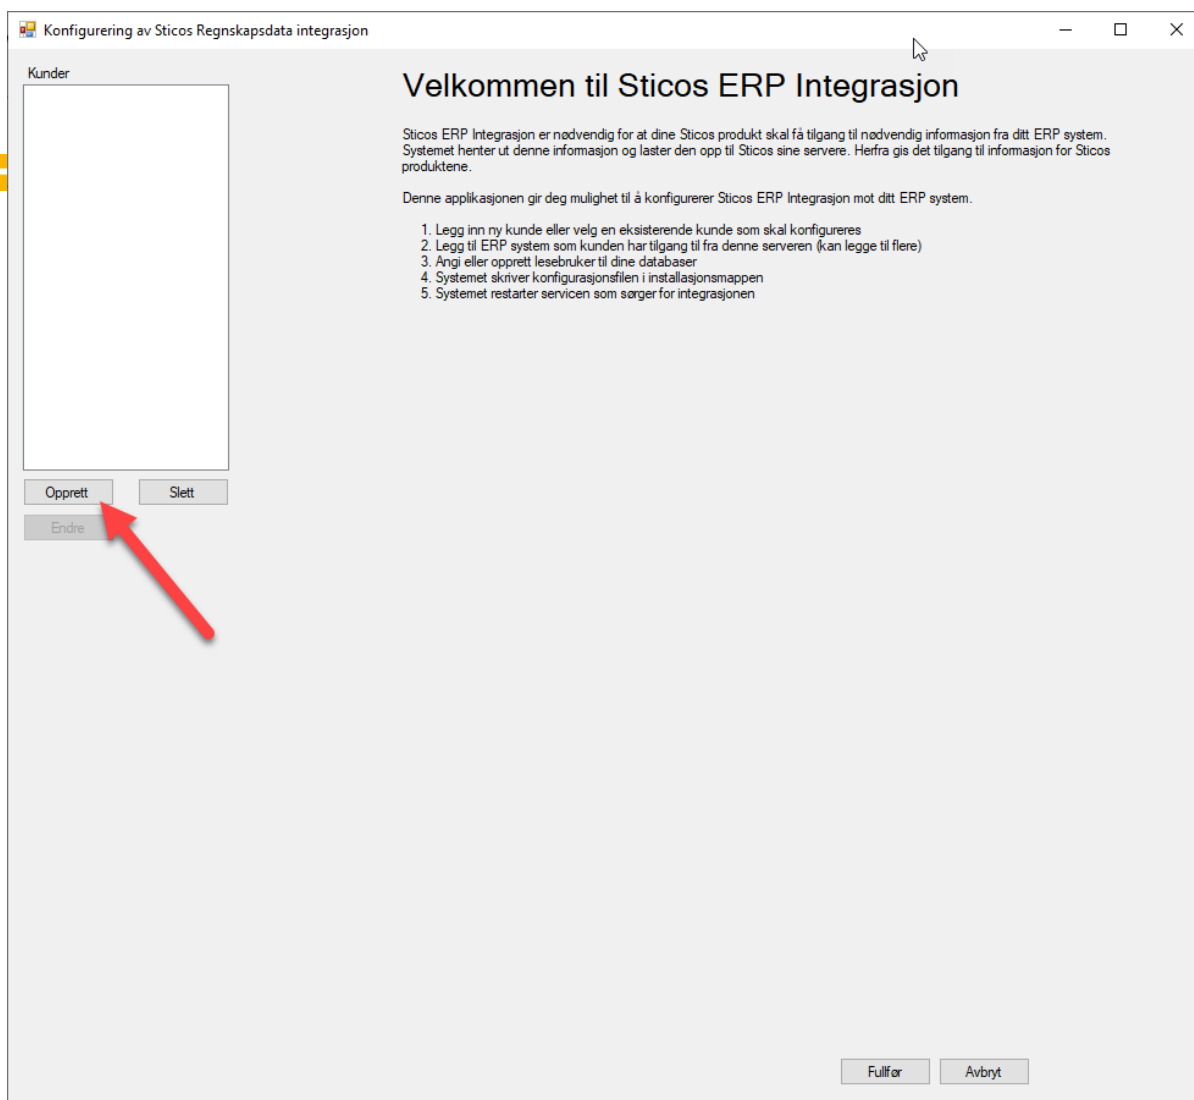 Konfigurering av Sticos Regnskapsdata integrasjon
Kunder
Velkommen til Sticos ERP Integrasjon
Sticos ERP Integrasjon er nødvendig for at dine Sticos produkt skal få tilgang til nødvendig informasjon fra ditt ERP system.
Systemet henter ut denne informasjon og laster den opp til Sticos sine servere. Herfra gis det tilgang til informasjon for Sticos
produktene.
Denne applikasjonen gir deg mulighet til å konfigurerer Sticos ERP Integrasjon mot ditt ERP system.
1. Legg inn ny kunde eller velg en eksisterende kunde som skal konfigureres
2. Legg til ERP system som kunden har tilgang til fra denne serveren (kan legge til flere)
3. Angi eller opprett lesebruker til dine databaser
4. Systemet skriver konfigurasjonsfilen i installasjonsmappen
5. Systemet restarter servicen som sørger for integrasjonen
Opprett
Slett
Endre
Fullfør
Avbryt